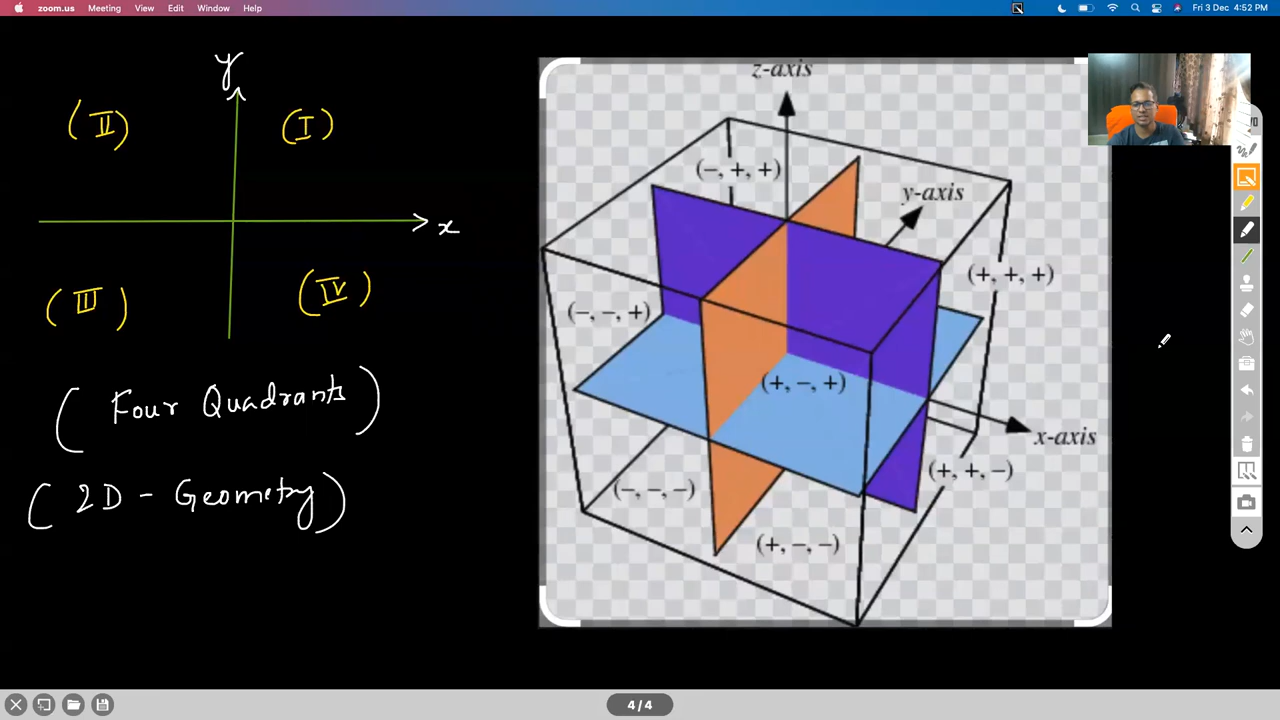 zoom.us Meeting View Edit Window Help
Fri 3 Dec 4:52 PM
y
(II)
(I)
x
(III)
(IV)
(Four Quadrants)
(2D - Geometry)
z-axis
(−, +, +)
y-axis
(+, +, +)
(−, −, +)
(+, −, +)
x-axis
(+, +, −)
(−, −, −)
(+, −, −)
4 / 4